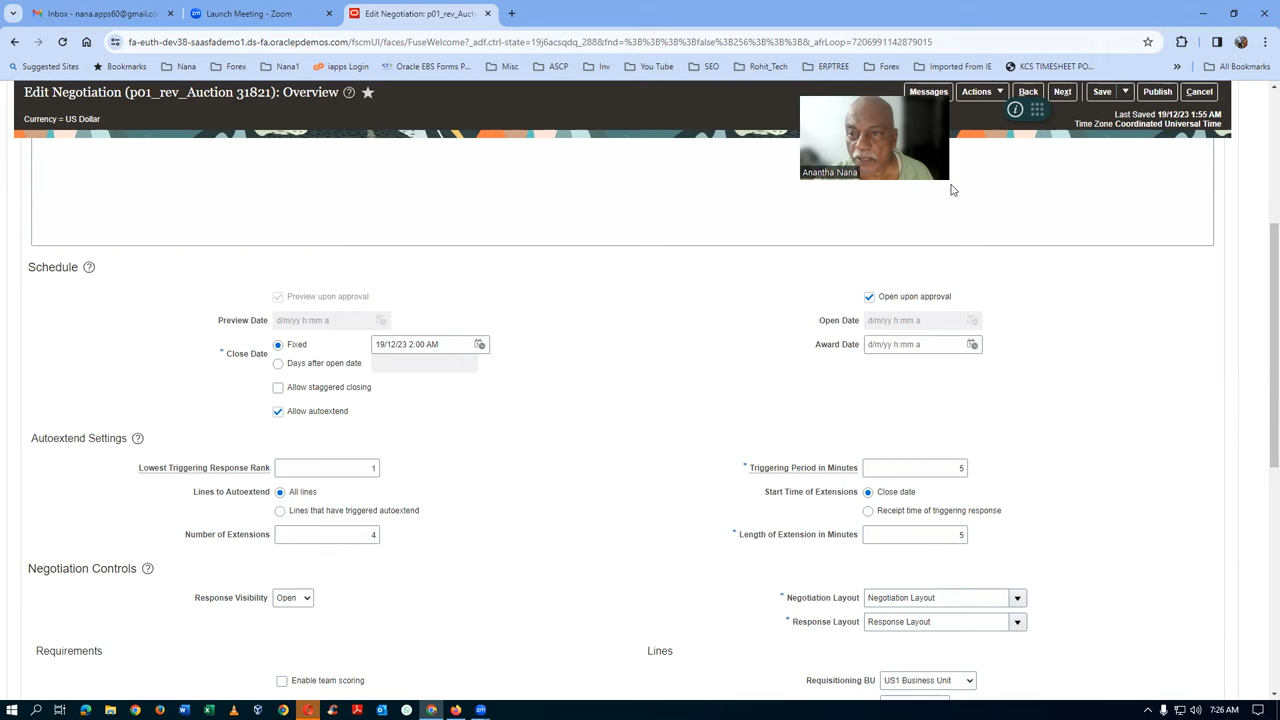 Inbox - nana.apps60@gmail.co
Launch Meeting - Zoom
Edit Negotiation: p01_rev_Aucti
fa-euth-dev38-saasfademo1.ds-fa.oraclepdemos.com/fscmUI/faces/FuseWelcome?_adf.ctrl-state=19j6acsqdq_288&fnd=%3B%3B%3B%3Bfalse%3B256%3B%3B%3B&_afrLoop=7206991142879015
Suggested Sites
Bookmarks
Nana
Forex
Nana1
iapps Login
Oracle EBS Forms P...
Misc
ASCP
Inv
You Tube
SEO
Rohit_Tech
ERPTREE
Forex
Imported From IE
KCS TIMESHEET PO...
»
All Bookmarks
Edit Negotiation (p01_rev_Auction 31821): Overview
Messages
Actions
Back
Next
Save
Publish
Cancel
Currency = US Dollar
Last Saved 19/12/23 1:55 AM
Time Zone Coordinated Universal Time
Anantha Nana
Schedule
Preview upon approval
Open upon approval
Preview Date d/m/yy h:mm a
Open Date d/m/yy h:mm a
* Close Date
Fixed 19/12/23 2:00 AM
Award Date d/m/yy h:mm a
Days after open date
Allow staggered closing
Allow autoextend
Autoextend Settings
Lowest Triggering Response Rank 1
* Triggering Period in Minutes 5
Lines to Autoextend All lines
Start Time of Extensions Close date
Lines that have triggered autoextend
Receipt time of triggering response
Number of Extensions 4
* Length of Extension in Minutes 5
Negotiation Controls
Response Visibility Open
* Negotiation Layout Negotiation Layout
* Response Layout Response Layout
Requirements
Lines
Enable team scoring
Requisitioning BU US1 Business Unit
7:26 AM